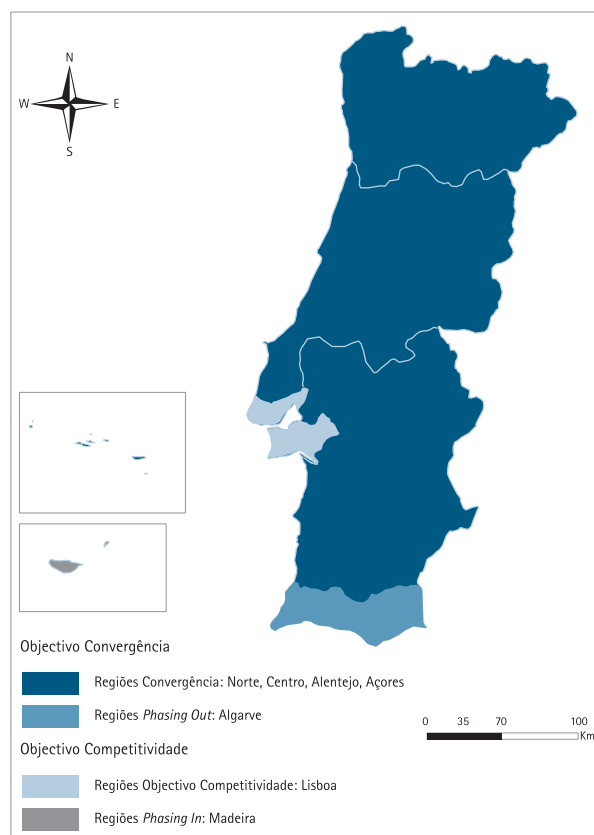 N
W E
S
Objectivo Convergência
Regiões Convergência: Norte, Centro, Alentejo, Açores
Regiões Phasing Out: Algarve
0 35 70 100
Km
Objectivo Competitividade
Regiões Objectivo Competitividade: Lisboa
Regiões Phasing In: Madeira